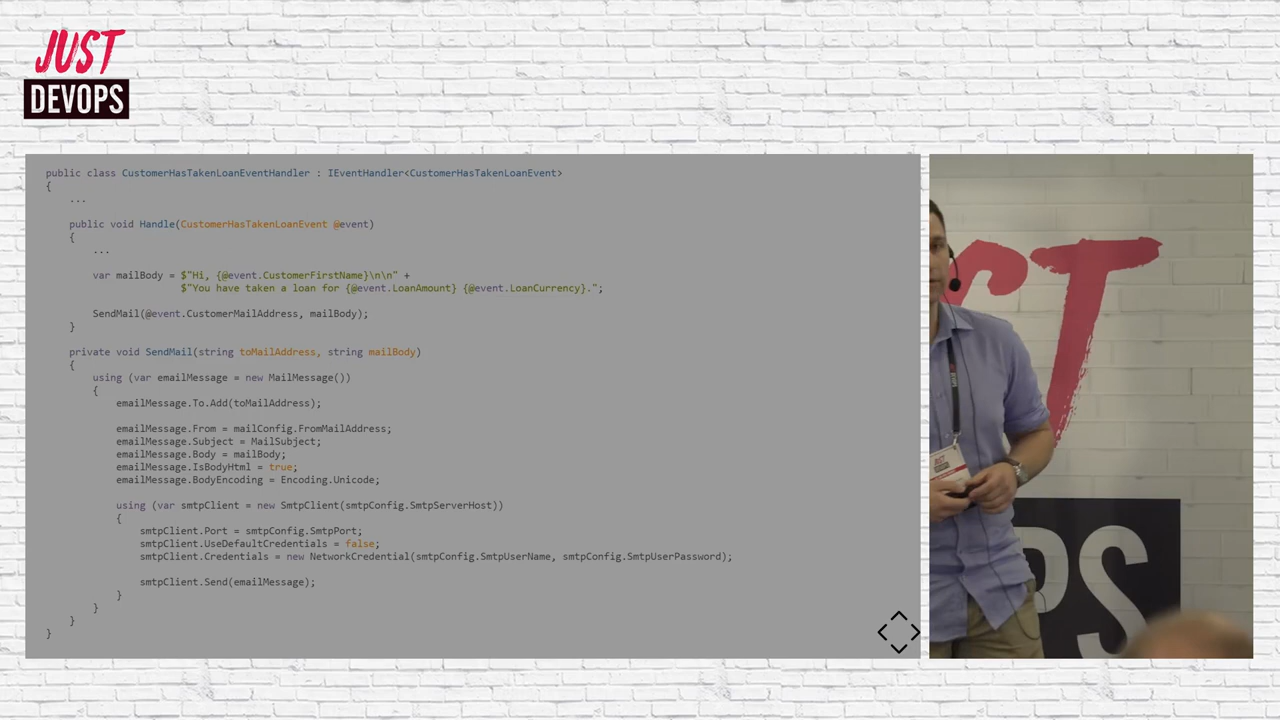 JUST
DEVOPS
public class CustomerHasTakenLoanEventHandler : IEventHandler<CustomerHasTakenLoanEvent>
{
...
public void Handle(CustomerHasTakenLoanEvent @event)
{
...
var mailBody = $"Hi, {@event.CustomerFirstName}\n\n" +
$"You have taken a loan for {@event.LoanAmount} {@event.LoanCurrency}.";
SendMail(@event.CustomerMailAddress, mailBody);
}
private void SendMail(string toMailAddress, string mailBody)
{
using (var emailMessage = new MailMessage())
{
emailMessage.To.Add(toMailAddress);
emailMessage.From = mailConfig.FromMailAddress;
emailMessage.Subject = MailSubject;
emailMessage.Body = mailBody;
emailMessage.IsBodyHtml = true;
emailMessage.BodyEncoding = Encoding.Unicode;
using (var smtpClient = new SmtpClient(smtpConfig.SmtpServerHost))
{
smtpClient.Port = smtpConfig.SmtpPort;
smtpClient.UseDefaultCredentials = false;
smtpClient.Credentials = new NetworkCredential(smtpConfig.SmtpUserName, smtpConfig.SmtpUserPassword);
smtpClient.Send(emailMessage);
}
}
}
}
ST
JUST
DEVOPS
PS